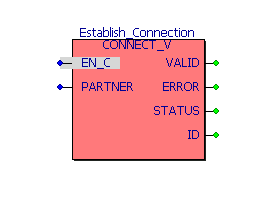 Establish_Connection
CONNECT_V
EN_C VALID
PARTNER ERROR
STATUS
ID